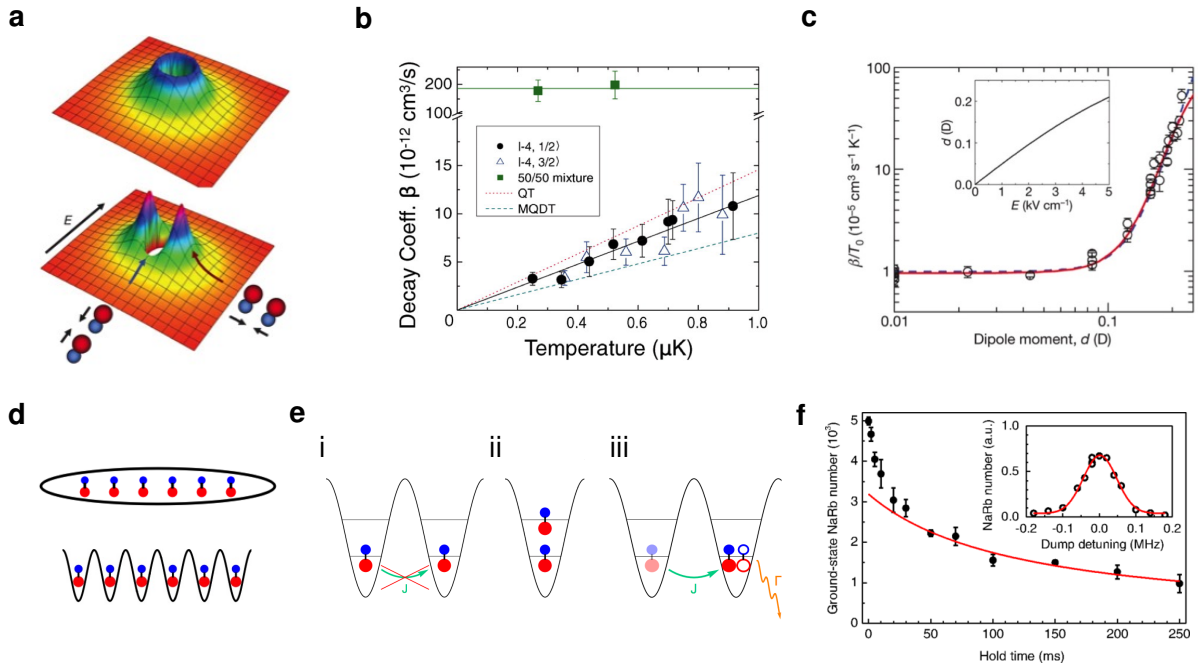 a
E
b
Decay Coeff. β (10⁻¹² cm³/s)
200
100
15
10
5
0
0.2
0.4
0.6
0.8
1.0
Temperature (μK)
I-4, 1/2⟩
I-4, 3/2⟩
50/50 mixture
QT
MQDT
c
β/T₀ (10⁻⁵ cm³ s⁻¹ K⁻¹)
100
10
1
0.01
0.1
Dipole moment, d (D)
d (D)
0.2
0.1
0.0
0 1 2 3 4 5
E (kV cm⁻¹)
d
e
i
ii
iii
J
J
Γ
f
Ground-state NaRb number (10³)
5
4
3
2
1
0
0 50 100 150 200 250
Hold time (ms)
NaRb number (a.u.)
1.0
0.5
0.0
-0.2 -0.1 0.0 0.1 0.2
Dump detuning (MHz)